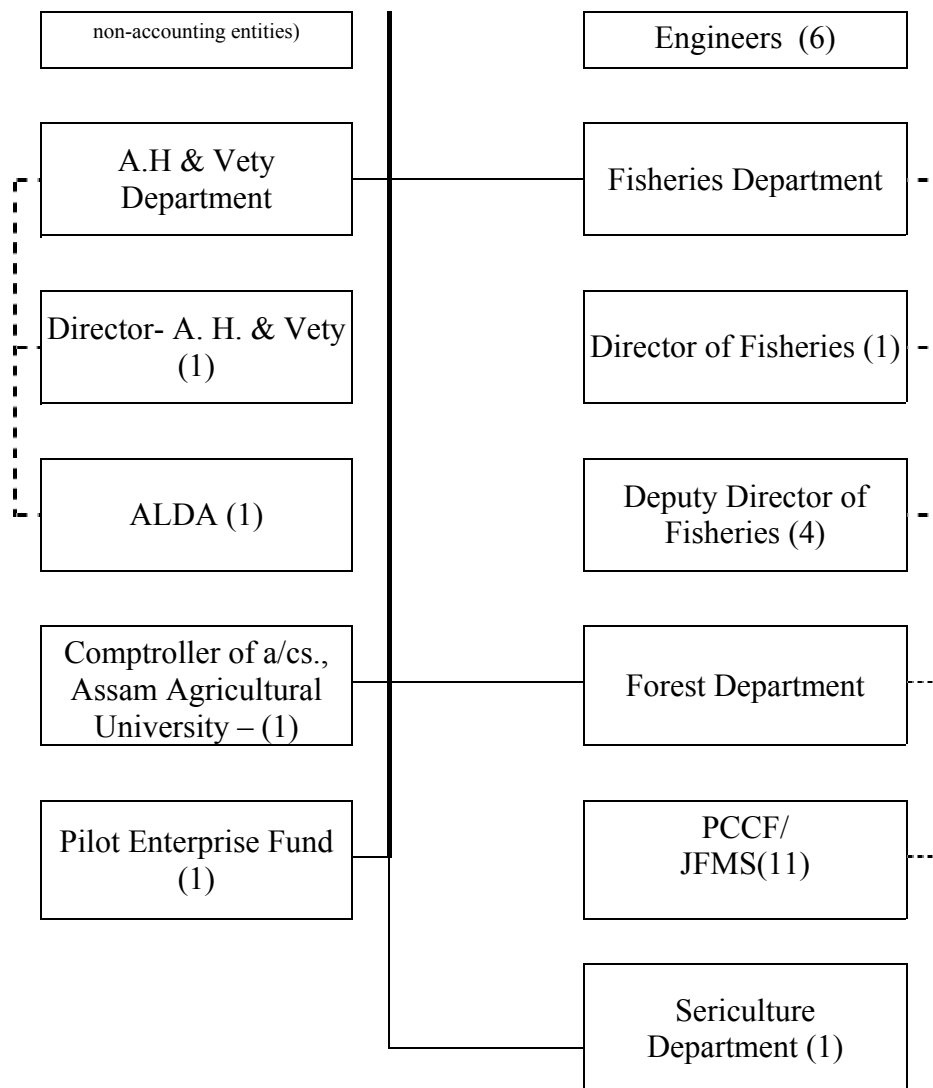 non-accounting entities)
Engineers (6)
A.H & Vety
Department
Fisheries Department
Director- A. H. & Vety
(1)
Director of Fisheries (1)
ALDA (1)
Deputy Director of
Fisheries (4)
Comptroller of a/cs.,
Assam Agricultural
University – (1)
Forest Department
Pilot Enterprise Fund
(1)
PCCF/
JFMS(11)
Sericulture
Department (1)